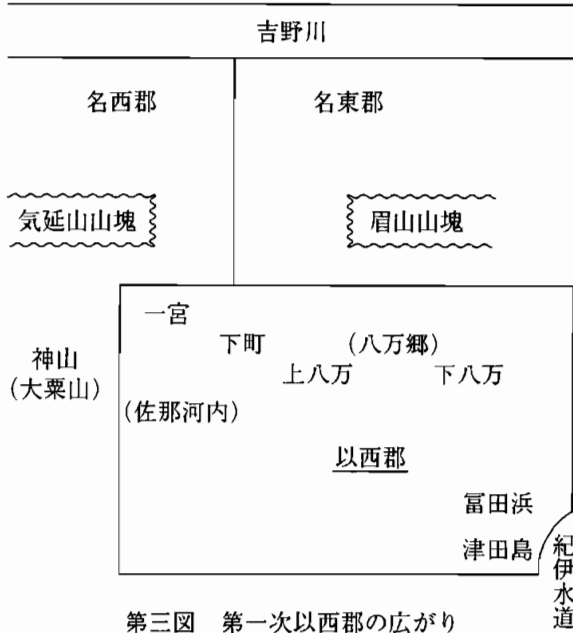 吉野川
名西郡
名東郡
気延山山塊
眉山山塊
一宮
下町
(八万郷)
神山
(大粟山)
上八万
下八万
(佐那河内)
以西郡
冨田浜
津田島
紀伊水道
第三図 第一次以西郡の広がり